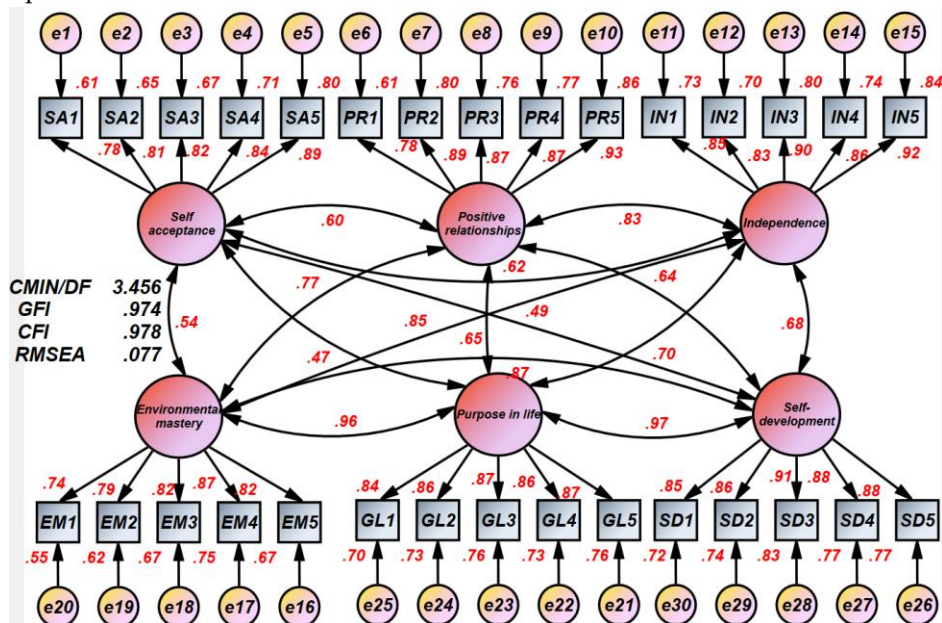 e1 e2 e3 e4 e5 e6 e7 e8 e9 e10 e11 e12 e13 e14 e15
.61 .65 .67 .71 .80 .61 .80 .76 .77 .86 .73 .70 .80 .74 .84
SA1 SA2 SA3 SA4 SA5 PR1 PR2 PR3 PR4 PR5 IN1 IN2 IN3 IN4 IN5
.78 .81 .82 .84 .89 .78 .89 .87 .87 .93 .85 .83 .90 .86 .92
Self
acceptance
Positive
relationships
Independence
.60 .83
.62
.77 .64
CMIN/DF 3.456
GFI .974
CFI .978
RMSEA .077
.54 .85 .49 .68
.47 .65 .70
.87
Environmental
mastery
Purpose in life
Self-
development
.96 .97
.74 .79 .82 .87 .82 .84 .86 .87 .86 .87 .85 .86 .91 .88 .88
EM1 EM2 EM3 EM4 EM5 GL1 GL2 GL3 GL4 GL5 SD1 SD2 SD3 SD4 SD5
.55 .62 .67 .75 .67 .70 .73 .76 .73 .76 .72 .74 .83 .77 .77
e20 e19 e18 e17 e16 e25 e24 e23 e22 e21 e30 e29 e28 e27 e26